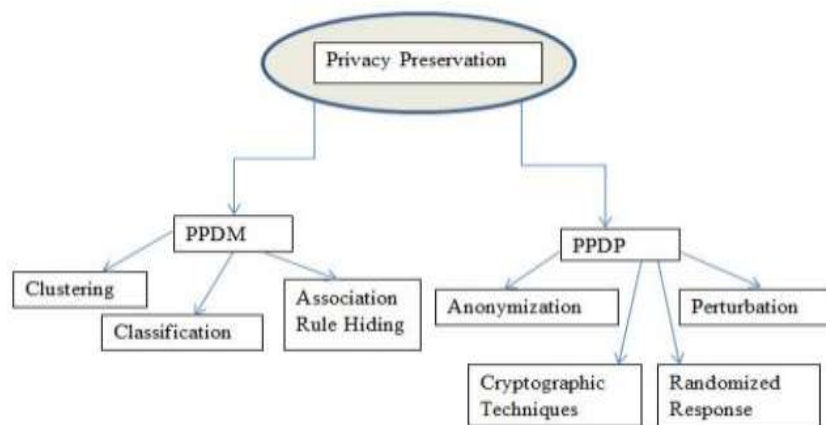 Privacy Preservation
PPDM
PPDP
Clustering
Classification
Association
Rule Hiding
Anonymization
Perturbation
Cryptographic
Techniques
Randomized
Response